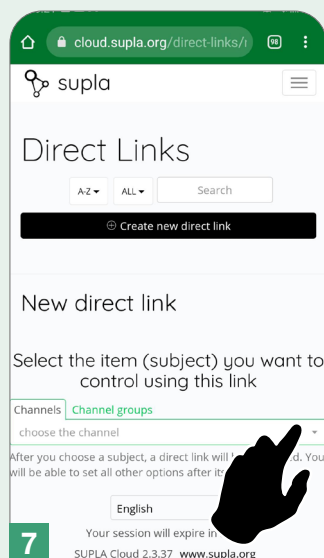 cloud.supla.org/direct-links/
98
supla
Direct Links
A-Z
ALL
Search
Create new direct link
New direct link
Select the item (subject) you want to
control using this link
Channels
Channel groups
choose the channel
After you choose a subject, a direct link will d. You
will be able to set all other options after
English
Your session will expire in
7
SUPLA Cloud 2.3.37 www.supla.org